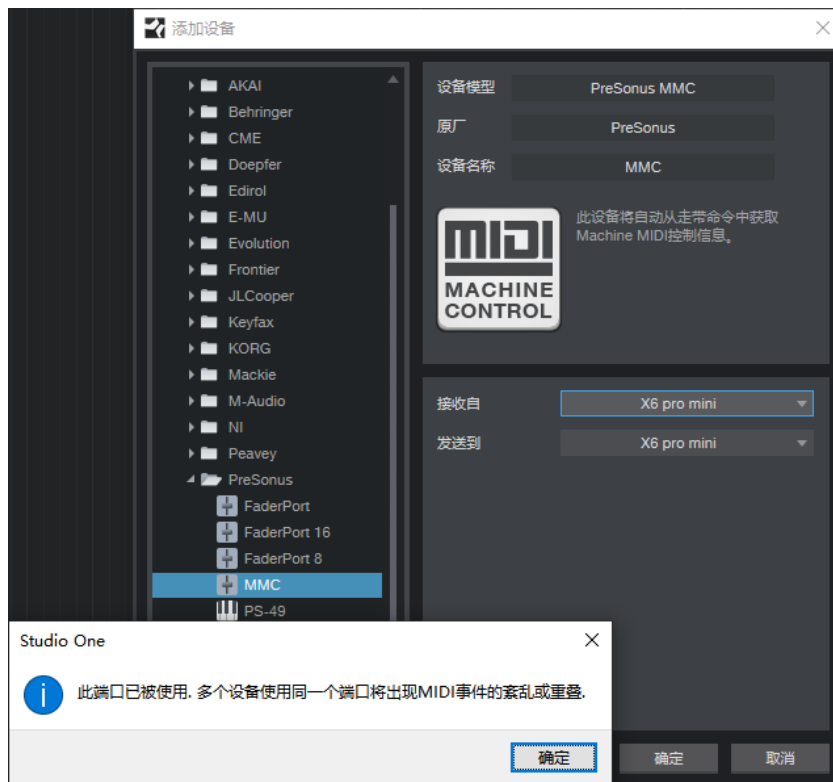 添加设备
AKAI
Behringer
CME
Doepfer
Edirol
E-MU
Evolution
Frontier
JLCooper
Keyfax
KORG
Mackie
M-Audio
NI
Peavey
PreSonus
FaderPort
FaderPort 16
FaderPort 8
MMC
PS-49
设备模型 PreSonus MMC
原厂 PreSonus
设备名称 MMC
MIDI
MACHINE
CONTROL
此设备将自动从走带命令中获取
Machine MIDI控制信息。
接收自 X6 pro mini
发送到 X6 pro mini
Studio One
此端口已被使用. 多个设备使用同一个端口将出现MIDI事件的紊乱或重叠.
确定
确定 取消